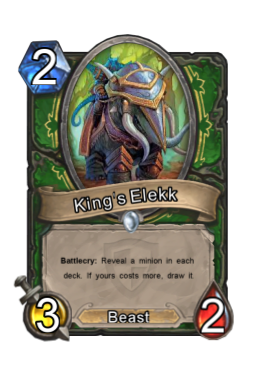 2
King's Elekk
Battlecry: Reveal a minion in each
deck. If yours costs more, draw it
3
Beast
2